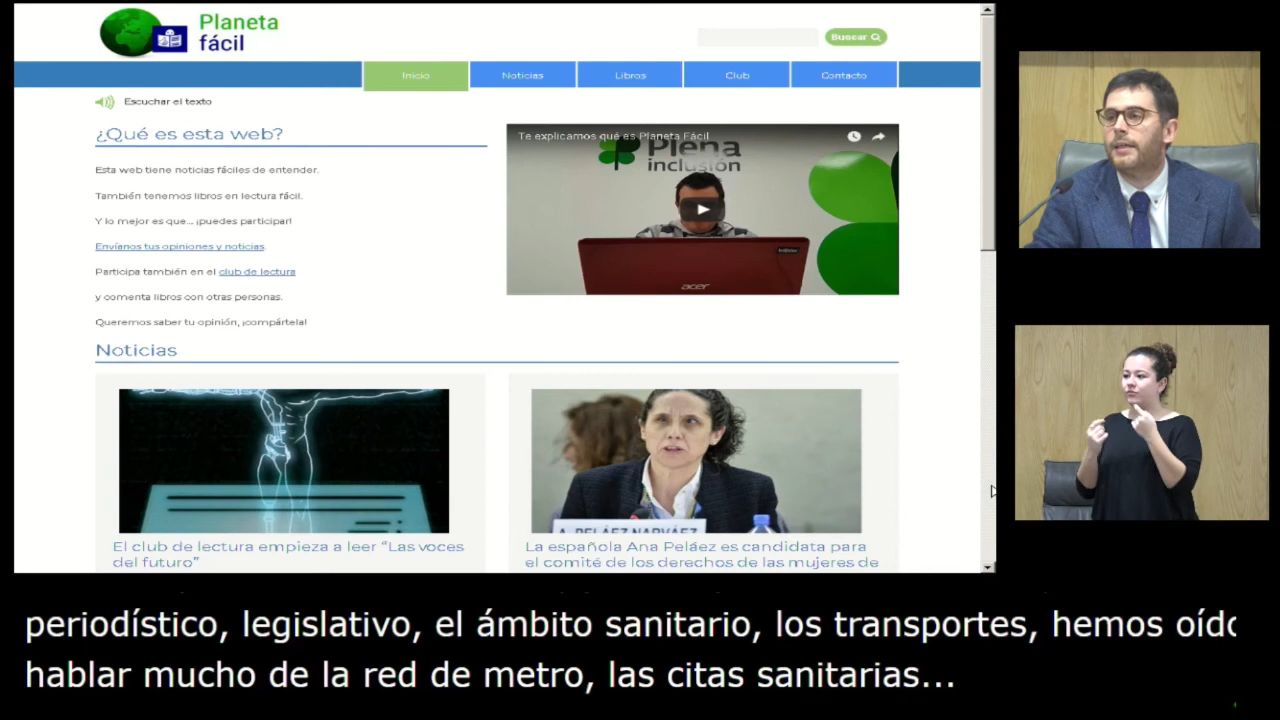 Planeta
fácil
Buscar
Inicio
Noticias
Libros
Club
Contacto
Escuchar el texto
¿Qué es esta web?
Esta web tiene noticias fáciles de entender.
También tenemos libros en lectura fácil.
Y lo mejor es que... ¡puedes participar!
Envíanos tus opiniones y noticias.
Participa también en el club de lectura
y comenta libros con otras personas.
Queremos saber tu opinión, ¡compártela!
Te explicamos qué es Planeta Fácil
Plena
inclusión
acer
Noticias
A. PELÁEZ NARVÁEZ
El club de lectura empieza a leer “Las voces
del futuro”
La española Ana Peláez es candidata para
el comité de los derechos de las mujeres de
periodístico, legislativo, el ámbito sanitario, los transportes, hemos oído
hablar mucho de la red de metro, las citas sanitarias...